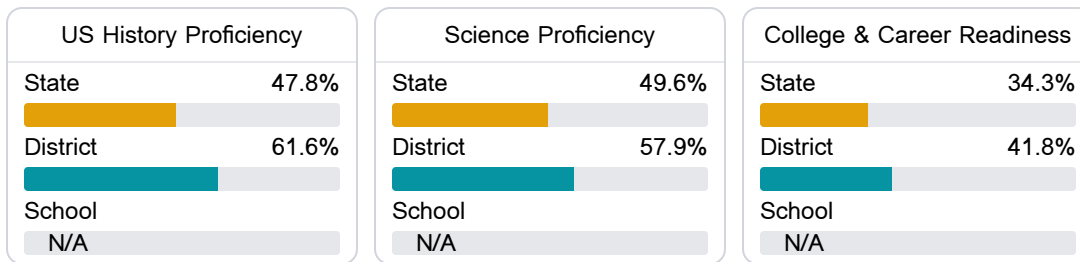 US History Proficiency
State 47.8%
District 61.6%
School
N/A
Science Proficiency
State 49.6%
District 57.9%
School
N/A
College & Career Readiness
State 34.3%
District 41.8%
School
N/A